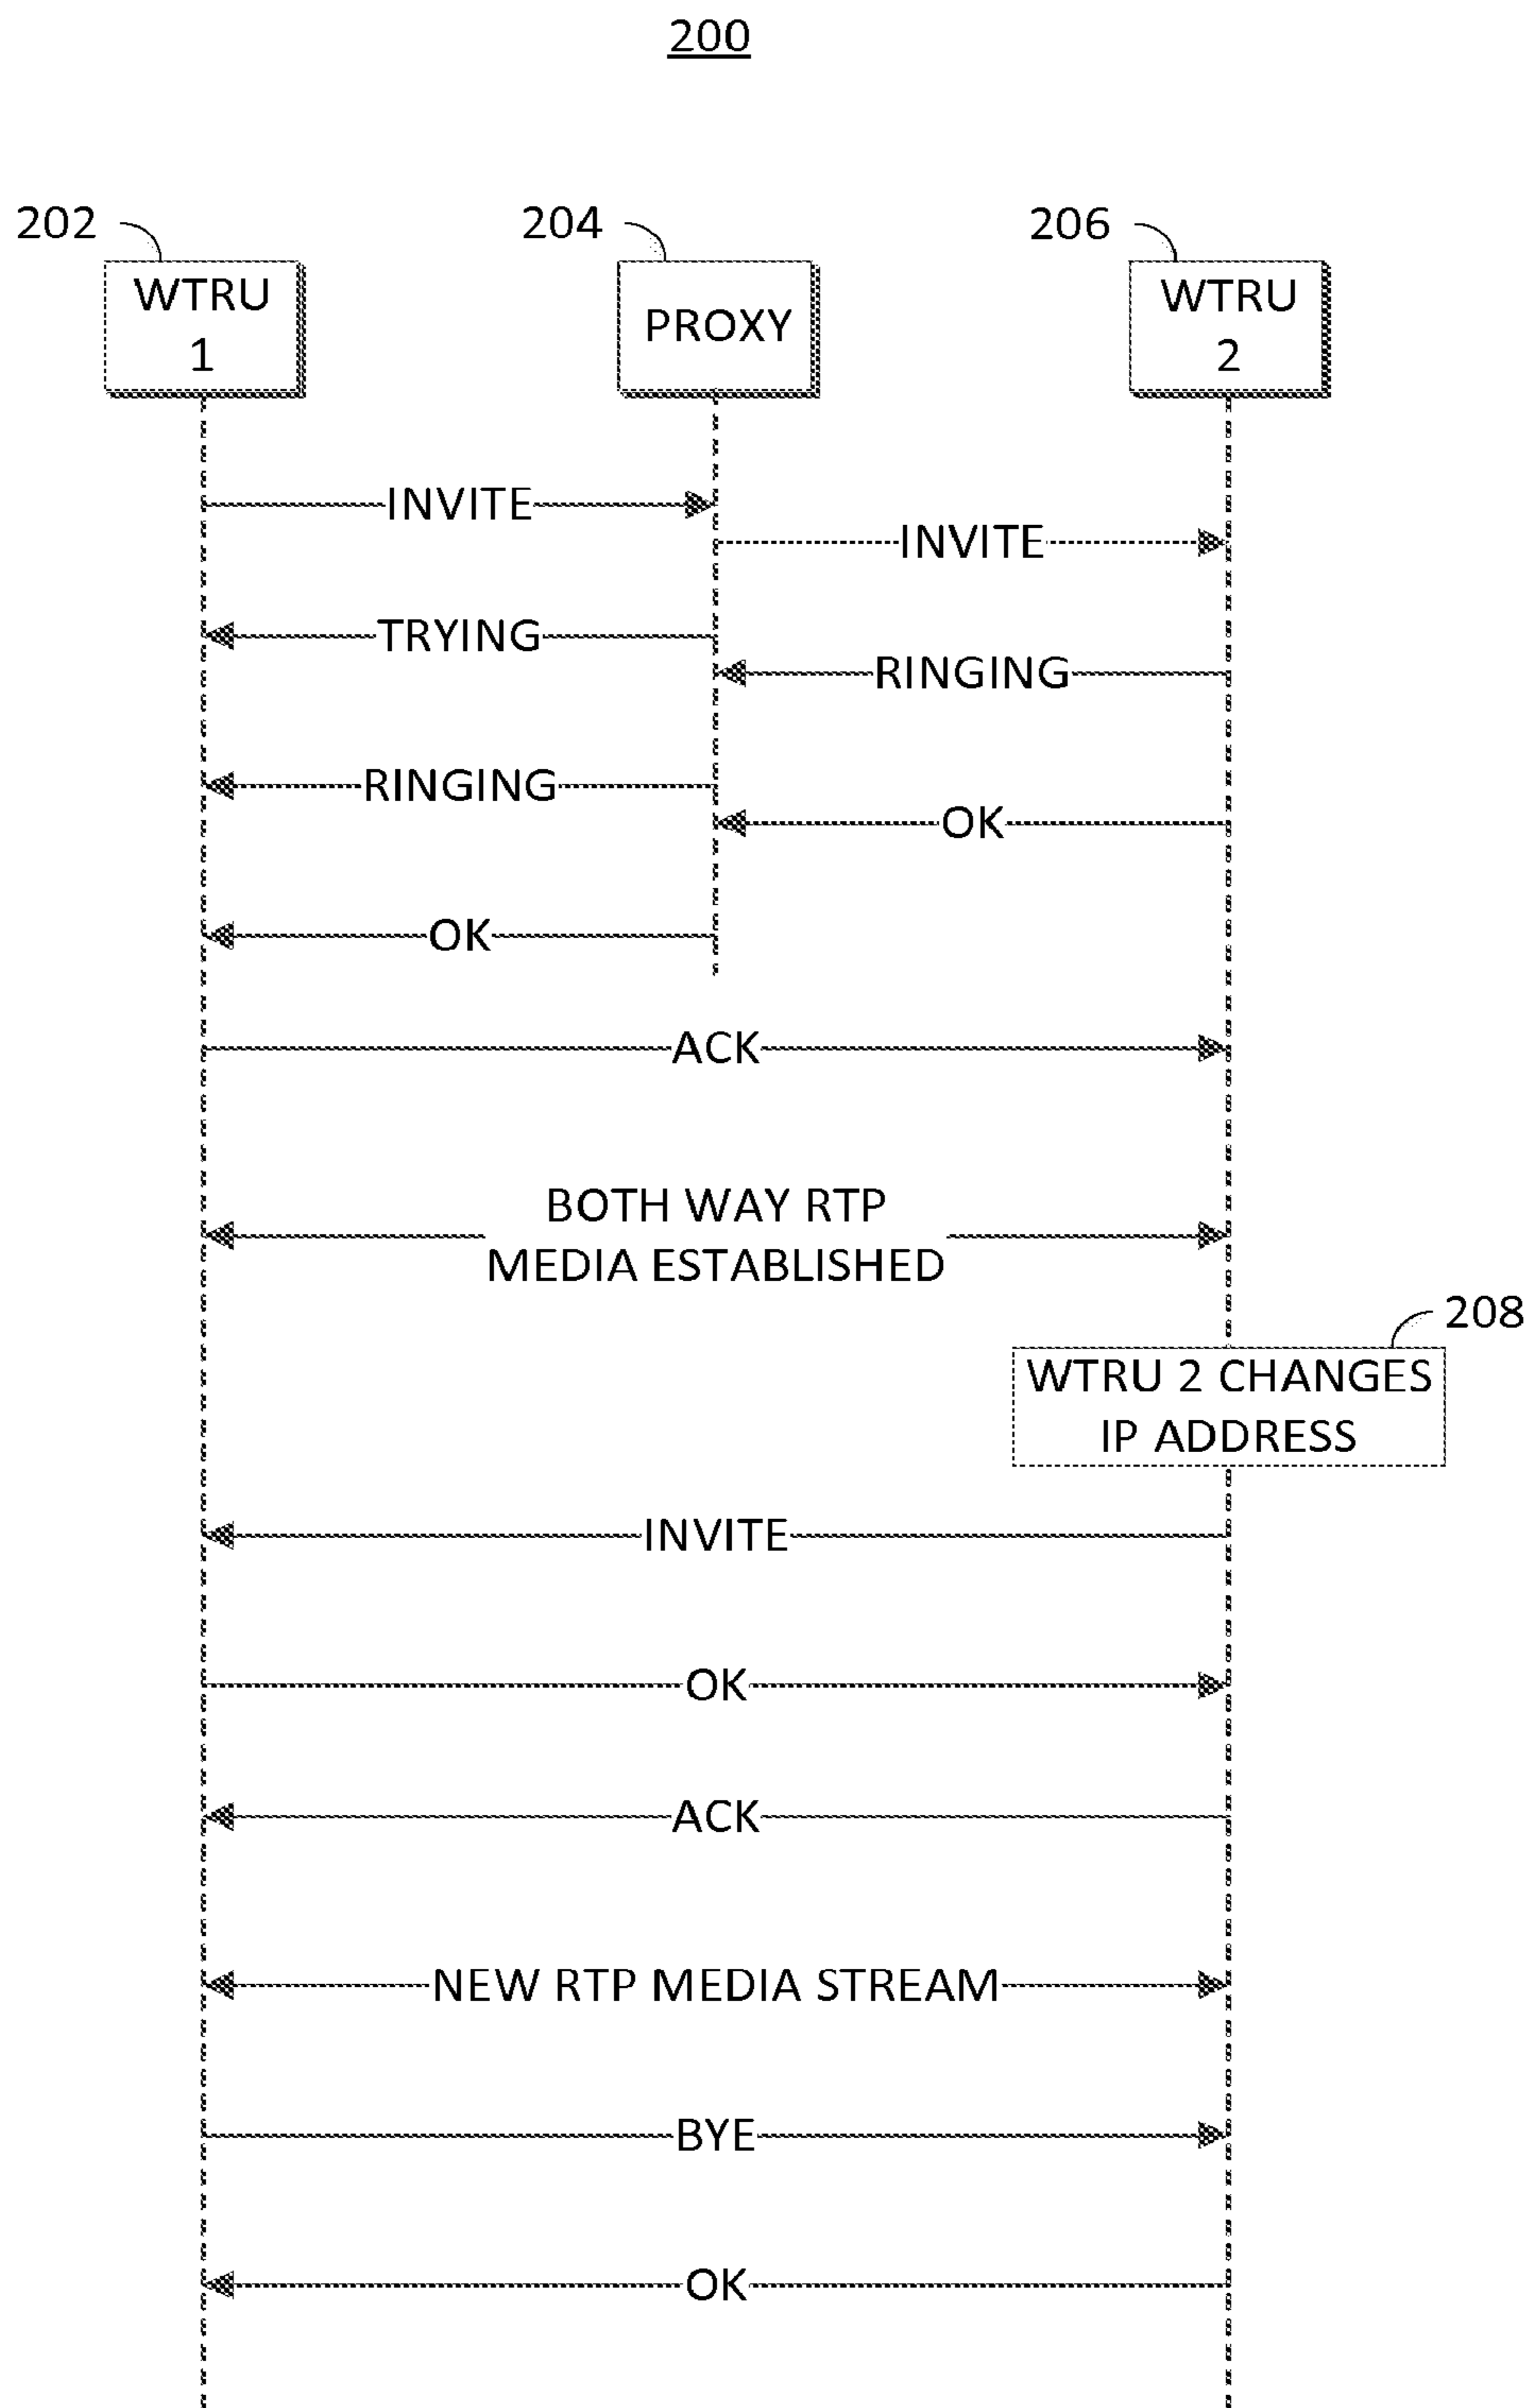 200
202
204
206
WTRU
1
PROXY
WTRU
2
INVITE
INVITE
TRYING
RINGING
RINGING
OK
OK
ACK
BOTH WAY RTP
MEDIA ESTABLISHED
208
WTRU 2 CHANGES
IP ADDRESS
INVITE
OK
ACK
NEW RTP MEDIA STREAM
BYE
OK